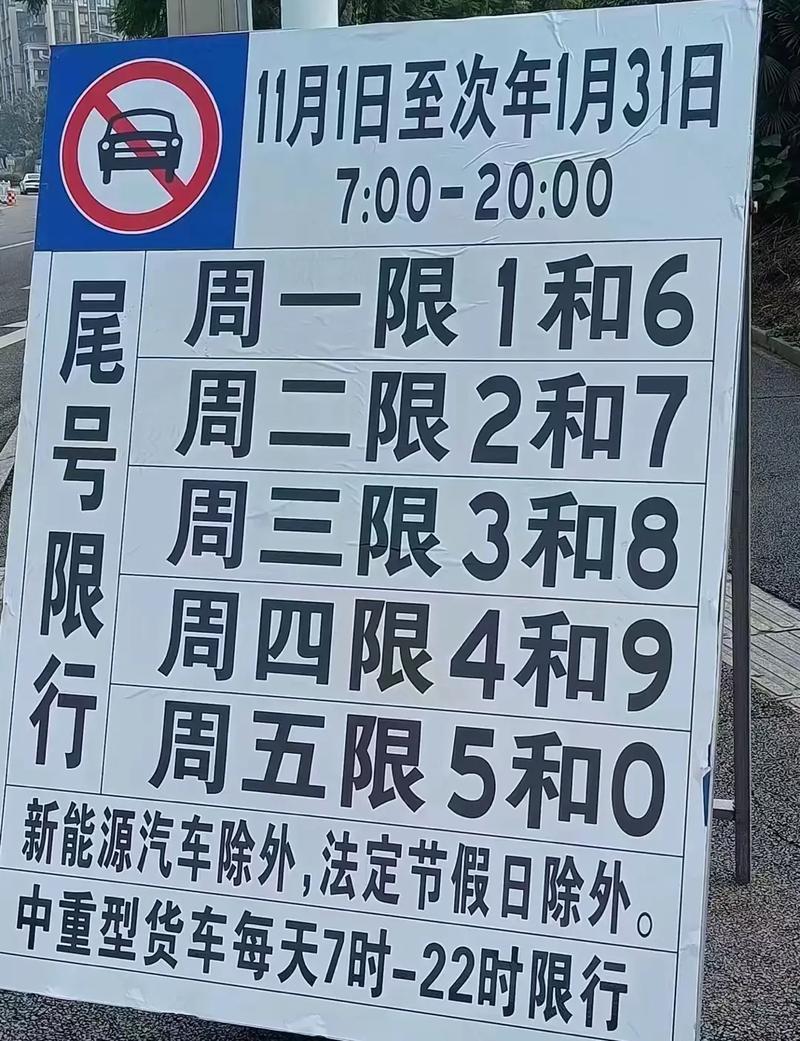 11月1日至次年1月31日
7:00-20:00
尾号限行
周一限1和6
周二限2和7
周三限3和8
周四限4和9
周五限5和0
新能源汽车除外,法定节假日除外。
中重型货车每天7时-22时限行